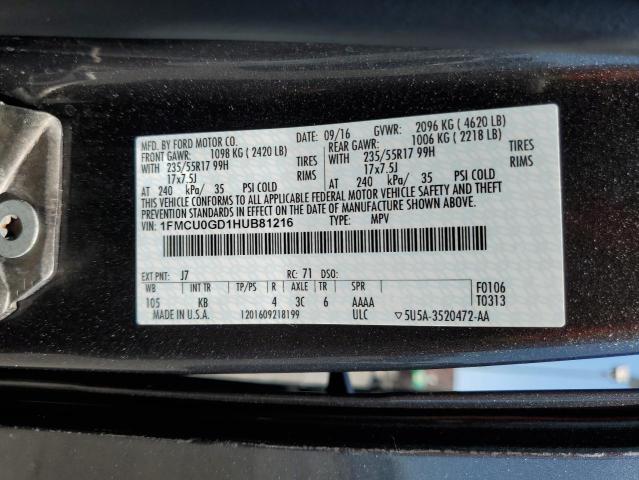 MFD. BY FORD MOTOR CO. 09/16 GVWR: 2096 KG ( 4620 LB)
FRONT GAWR: 1098 KG ( 2420 LB) REAR GAWR: 1006 KG ( 2218 LB)
WITH 235/55R17 99H TIRES WITH 235/55R17 99H TIRES
17x7.5J RIMS 17x7.5J RIMS
AT 240 kPa/ 35 PSI COLD AT 240 kPa/ 35 PSI COLD
THIS VEHICLE CONFORMS TO ALL APPLICABLE FEDERAL MOTOR VEHICLE SAFETY AND THEFT
PREVENTION STANDARDS IN EFFECT ON THE DATE OF MANUFACTURE SHOWN ABOVE.
VIN: 1FMCU0GD1HUB81216 TYPE: MPV
EXT PNT: J7 RC: 71 DSO:
WB INT TR TP/PS R AXLE TR SPR F0106
105 KB 4 3C 6 AAAA T0313
MADE IN U.S.A. 1201609218199 ULC ▽5U5A-3520472-AA